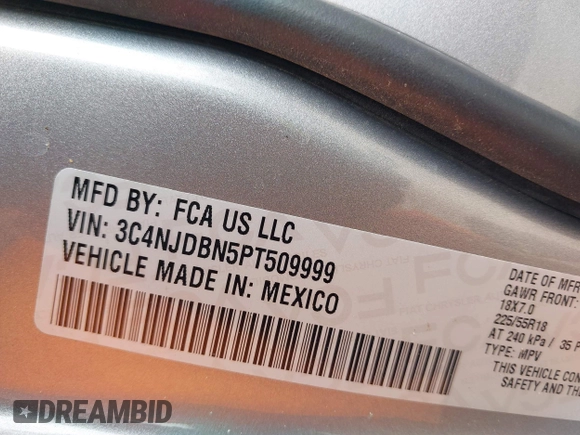 MFD BY: FCA US LLC
VIN: 3C4NJDBN5PT509999
VEHICLE MADE IN: MEXICO
DATE OF MFR
GAWR FRONT:
18X7.0
225/55R18
AT 240 kPa / 35 P
TYPE: MPV
THIS VEHICLE CON
SAFETY AND THE
DREAMBID